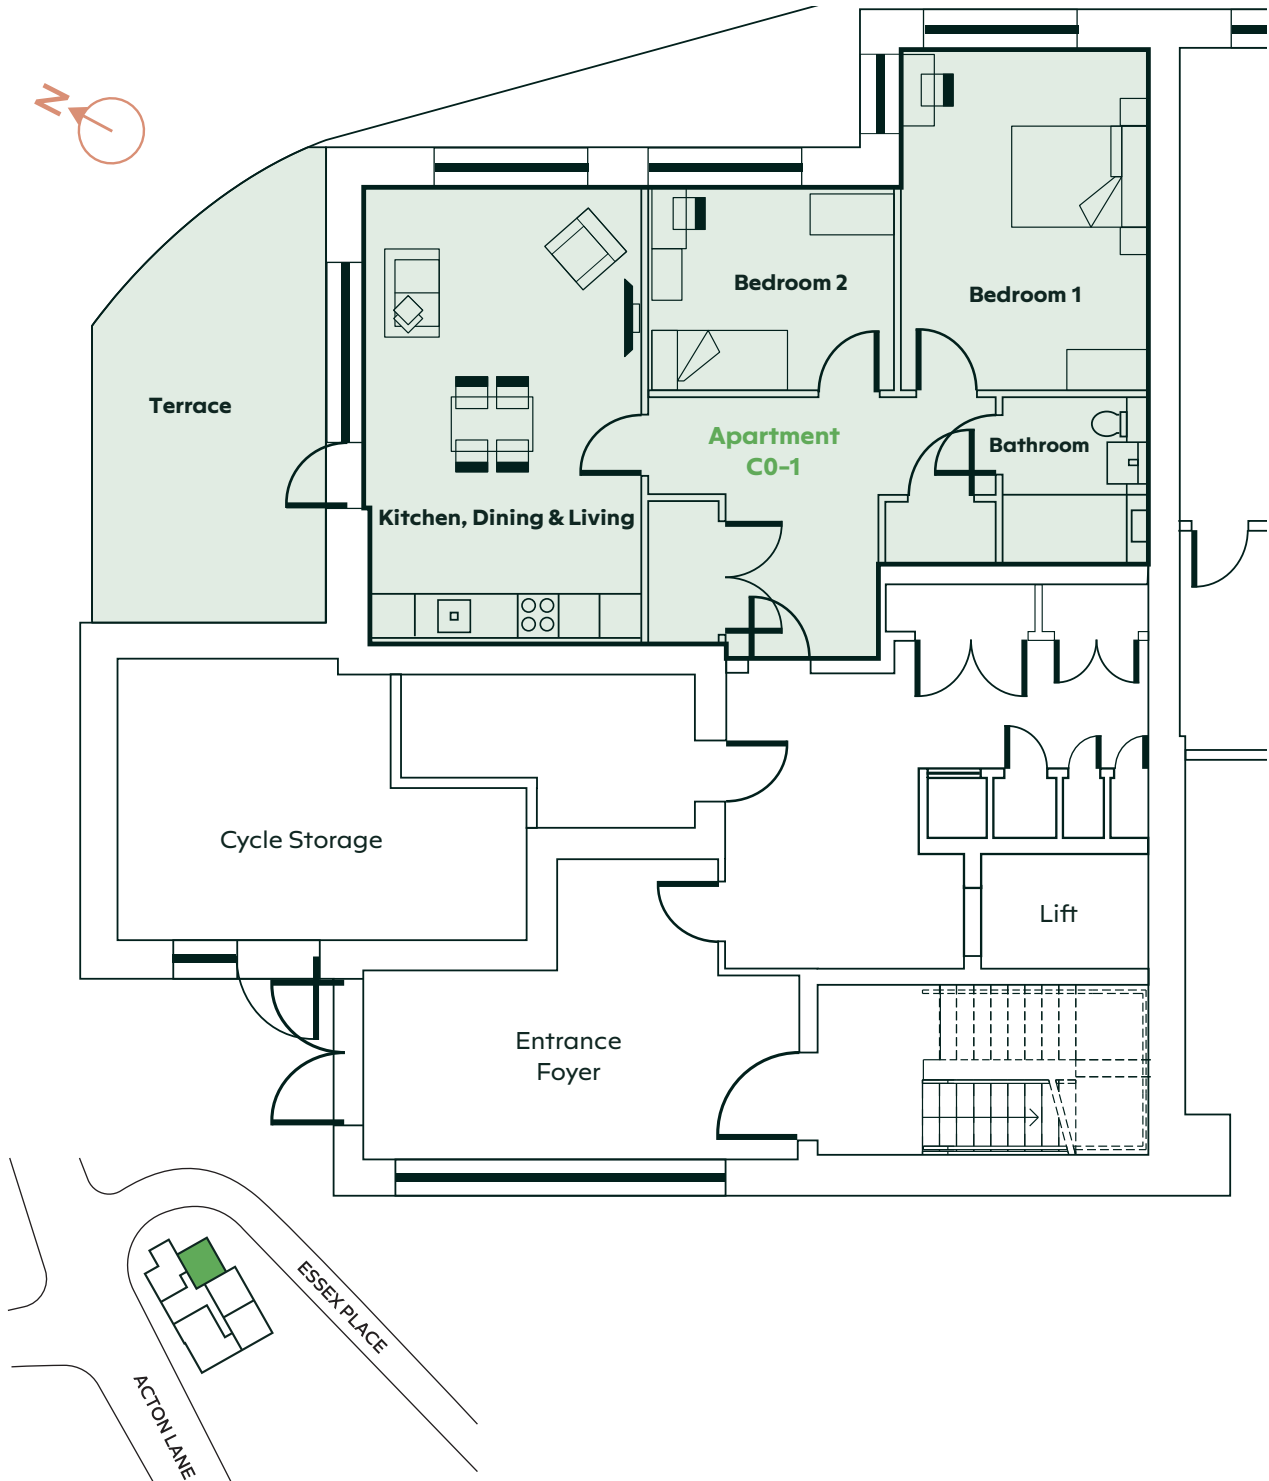 N
Bedroom 2
Bedroom 1
Terrace
Apartment
C0-1
Bathroom
Kitchen, Dining & Living
Cycle Storage
Lift
Entrance
Foyer
ESSEX PLACE
ACTON LANE